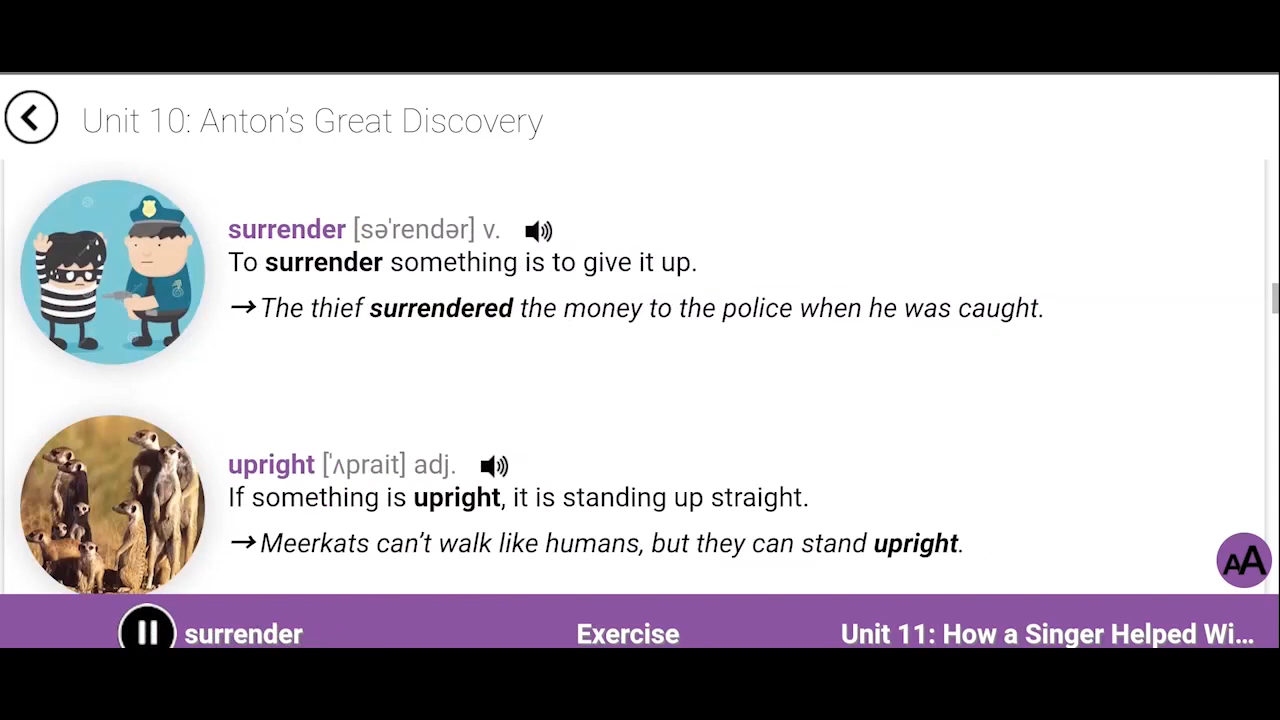 Unit 10: Anton's Great Discovery
surrender [sə'rendər] v.
To surrender something is to give it up.
→ The thief surrendered the money to the police when he was caught.
upright ['ʌprait] adj.
If something is upright, it is standing up straight.
→ Meerkats can't walk like humans, but they can stand upright.
AA
surrender Exercise Unit 11: How a Singer Helped Wi...